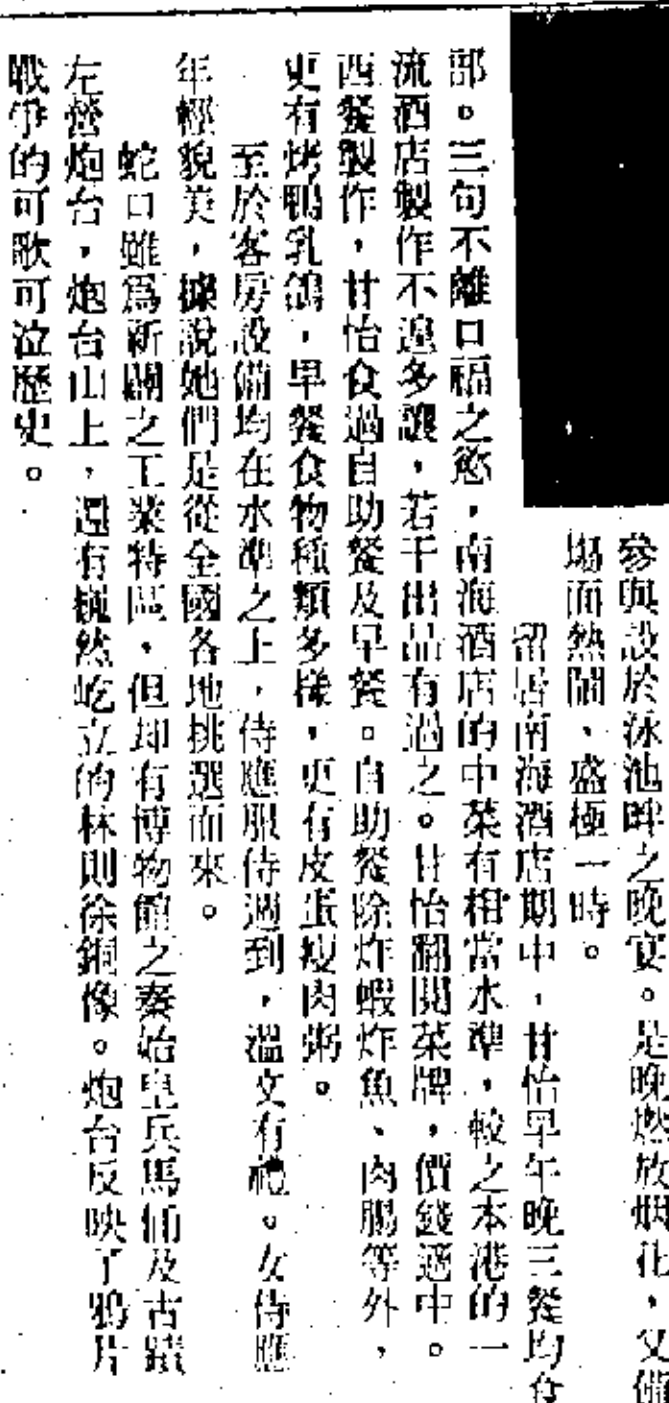 參與設於泳池畔之晚宴。是晚燃放烟花,又備
場面熱鬧、盛極一時。
留居南海酒店期中,甘怡早午晚三餐均食
部。三句不離口福之慾,南海酒店的中菜有相當水準,較之本港的一
流酒店製作不遑多讓,若干出品有過之。甘怡翻閱菜牌,價錢適中。
西餐製作,甘怡食過自助餐及早餐。自助餐除炸蝦炸魚、肉腸等外,
更有烤鴨乳鴿,早餐食物種類多樣,更有皮蛋瘦肉粥。
至於客房設備均在水準之上,侍應服侍週到,溫文有禮。女侍應
年輕貌美,據說她們是從全國各地挑選而來。
蛇口雖爲新闢之工業特區,但却有博物館之秦始皇兵馬俑及古蹟
左營炮台,炮台山上,還有巍然屹立的林則徐銅像。炮台反映了鴉片
戰爭的可歌可泣歷史。